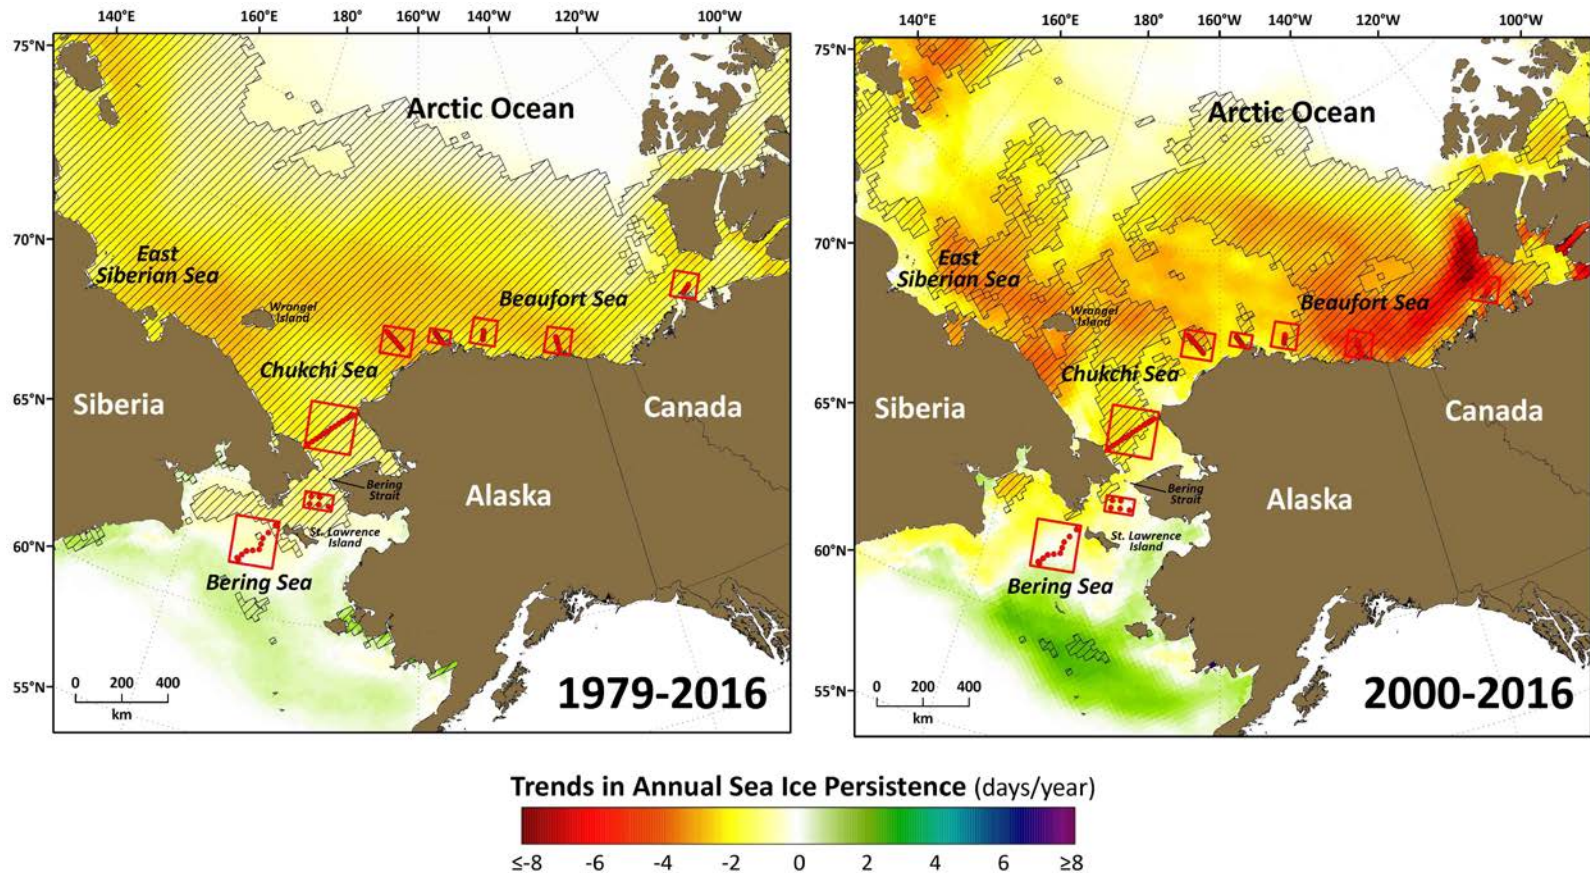 140°E 160°E 180° 160°W 140°W 120°W 100°W
75°N
Arctic Ocean
70°N
East
Siberian Sea
Wrangel
Island
Beaufort Sea
Chukchi Sea
65°N
Siberia
Canada
Bering
Strait
Alaska
St. Lawrence
Island
60°N
Bering Sea
0 200 400
km
55°N
1979-2016
140°E 160°E 180° 160°W 140°W 120°W 100°W
75°N
Arctic Ocean
70°N
East
Siberian Sea
Wrangel
Island
Beaufort Sea
Chukchi Sea
65°N
Siberia
Canada
Bering
Strait
Alaska
St. Lawrence
Island
60°N
Bering Sea
0 200 400
km
55°N
2000-2016
Trends in Annual Sea Ice Persistence (days/year)
≤-8 -6 -4 -2 0 2 4 6 ≥8